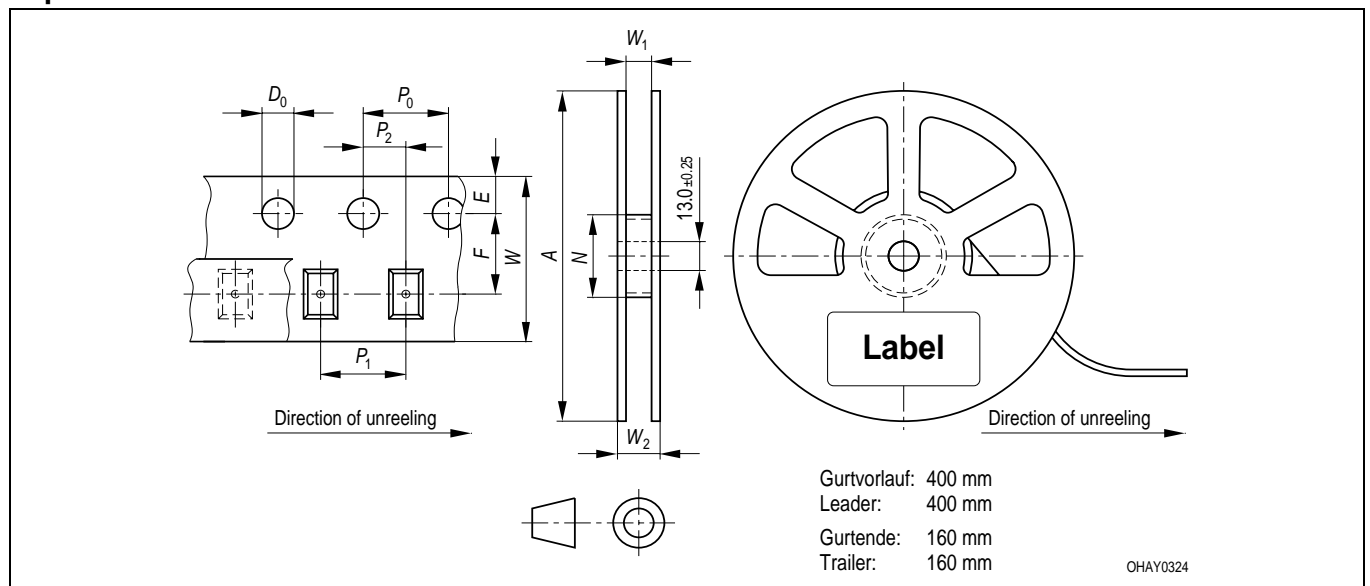 W1
D0
P0
P2
E
F
W
A
N
13.0 ±0.25
P1
W2
Label
Direction of unreeling
Direction of unreeling
Gurtvorlauf: 400 mm
Leader: 400 mm
Gurtende: 160 mm
Trailer: 160 mm
OHAY0324